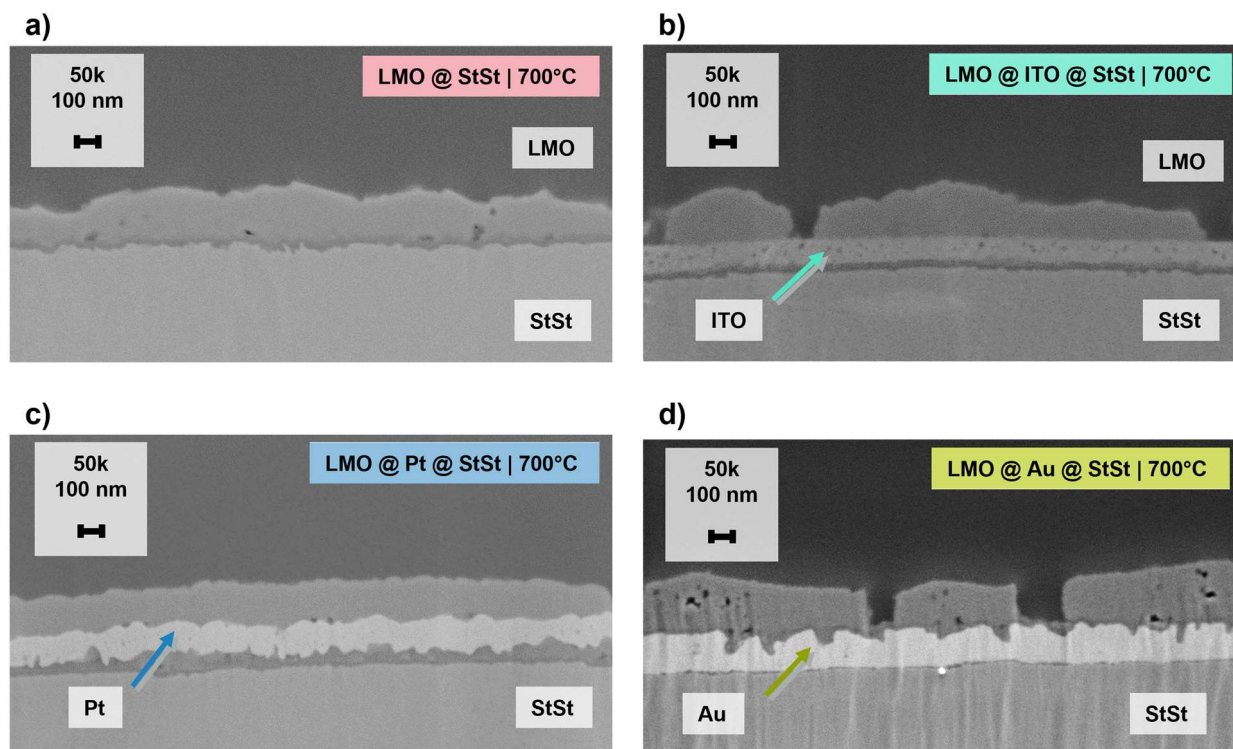 a)
50k
100 nm
LMO @ StSt | 700°C
LMO
StSt
b)
50k
100 nm
LMO @ ITO @ StSt | 700°C
LMO
ITO
StSt
c)
50k
100 nm
LMO @ Pt @ StSt | 700°C
Pt
StSt
d)
50k
100 nm
LMO @ Au @ StSt | 700°C
Au
StSt